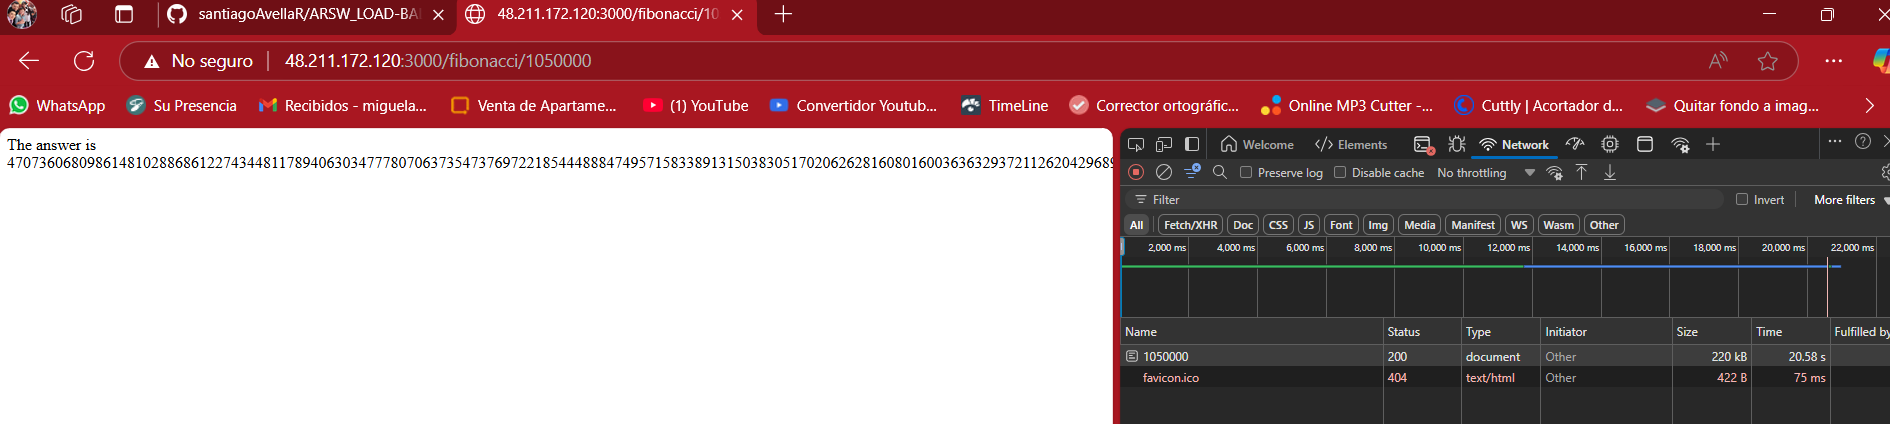 santiagoAvellaR/ARSW_LOAD-BAL
48.211.172.120:3000/fibonacci/10
No seguro 48.211.172.120:3000/fibonacci/1050000
WhatsApp Su Presencia Recibidos - miguela... Venta de Apartame... (1) YouTube Convertidor Youtub... TimeLine Corrector ortográfic... Online MP3 Cutter -... Cuttly | Acortador d... Quitar fondo a imag...
The answer is
Welcome Elements Network
Preserve log Disable cache No throttling
Filter Invert More filters
All Fetch/XHR Doc CSS JS Font Img Media Manifest WS Wasm Other
2,000 ms 4,000 ms 6,000 ms 8,000 ms 10,000 ms 12,000 ms 14,000 ms 16,000 ms 18,000 ms 20,000 ms 22,000 ms
Name Status Type Initiator Size Time Fulfilled by
1050000 200 document Other 220 kB 20.58 s
favicon.ico 404 text/html Other 422 B 75 ms